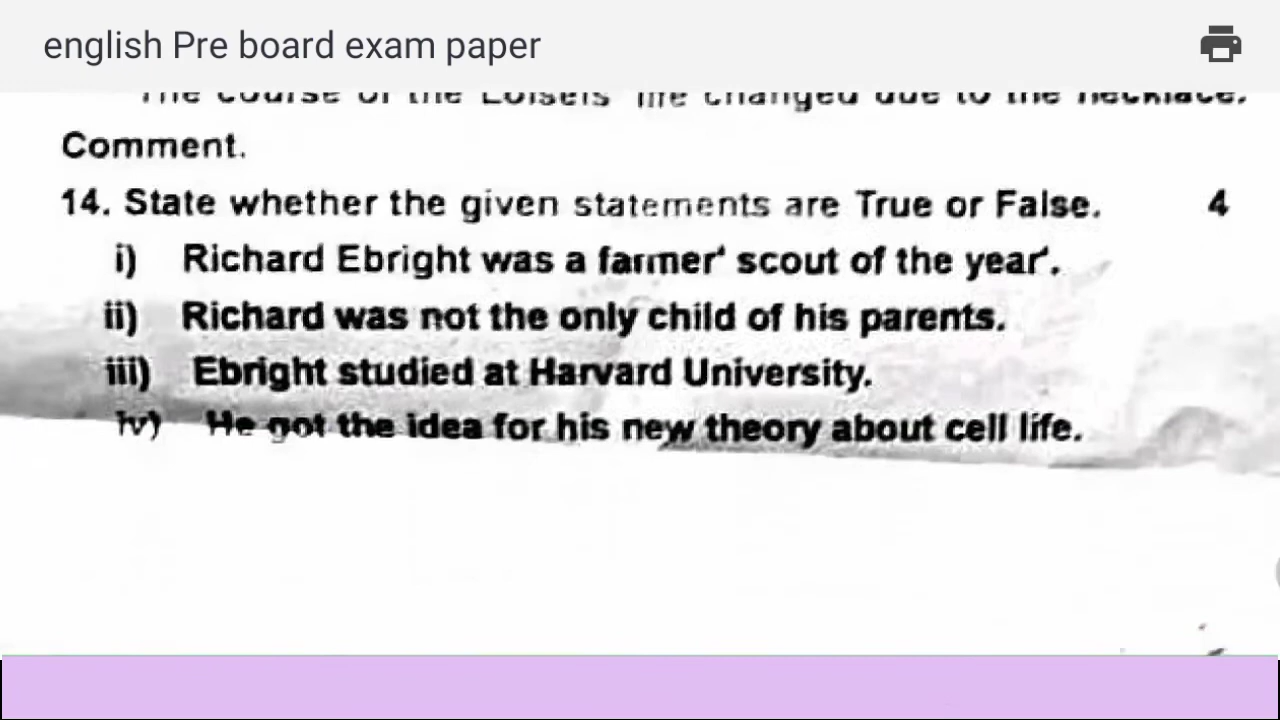 english Pre board exam paper
The course of the Loisels' life changed due to the necklace.
Comment.
14. State whether the given statements are True or False. 4
i) Richard Ebright was a farmer' scout of the year'.
ii) Richard was not the only child of his parents.
iii) Ebright studied at Harvard University.
iv) He got the idea for his new theory about cell life.